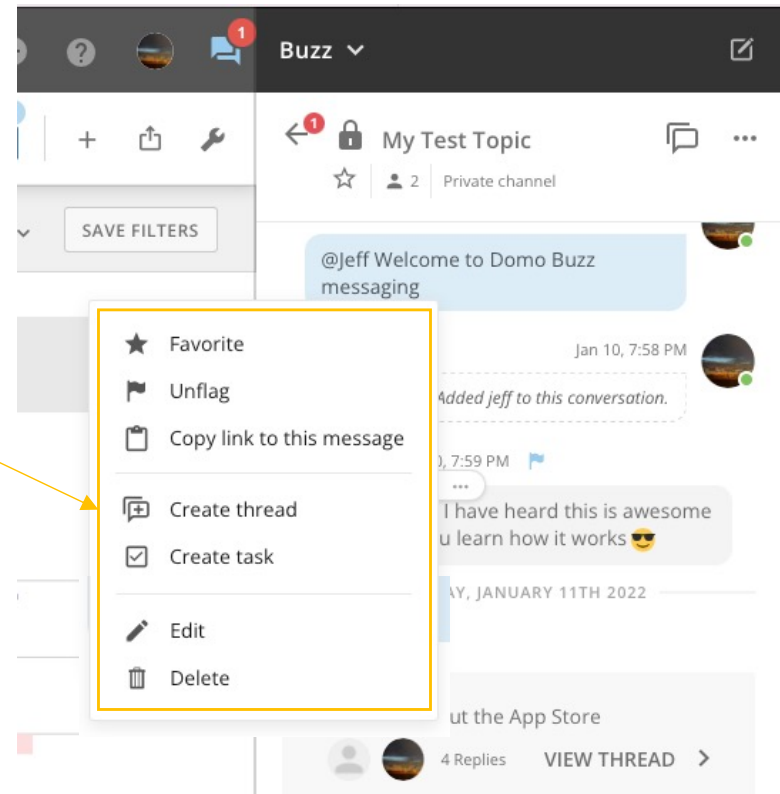 1
Buzz
1
My Test Topic
2
Private channel
SAVE FILTERS
@Jeff Welcome to Domo Buzz
messaging
Jan 10, 7:58 PM
Added jeff to this conversation.
Favorite
Unflag
Copy link to this message
Create thread
Create task
Edit
Delete
7:59 PM
I have heard this is awesome
learn how it works 😎
JANUARY 11TH 2022
the App Store
4 Replies
VIEW THREAD